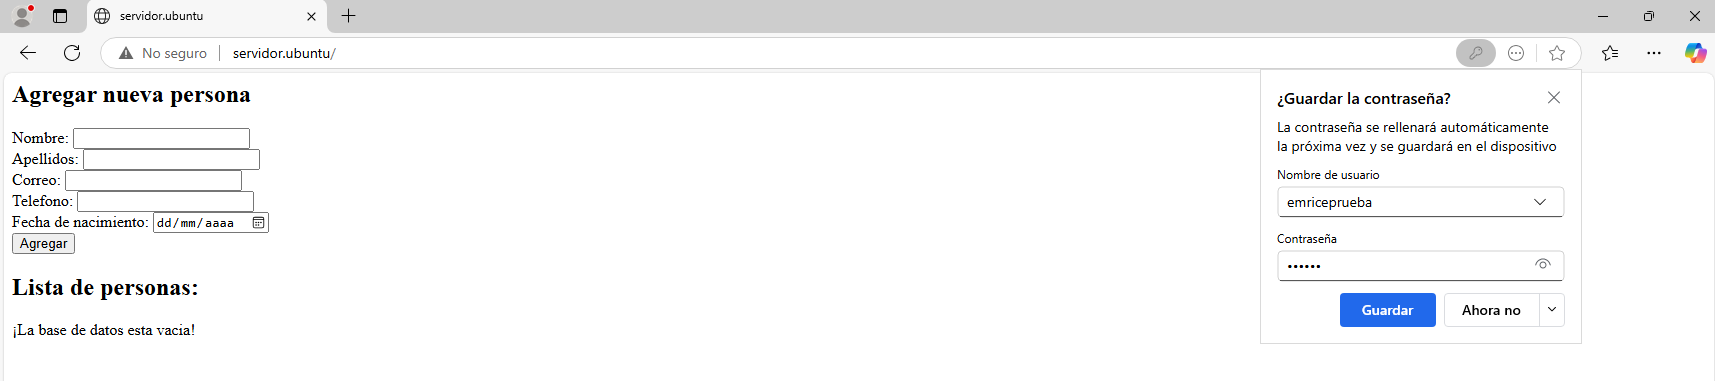 servidor.ubuntu
No seguro
servidor.ubuntu/
Agregar nueva persona
Nombre:
Apellidos:
Correo:
Telefono:
Fecha de nacimiento: dd/mm/aaaa
Agregar
Lista de personas:
¡La base de datos esta vacia!
¿Guardar la contraseña?
La contraseña se rellenará automáticamente
la próxima vez y se guardará en el dispositivo
Nombre de usuario
emriceprueba
Contraseña
••••••
Guardar
Ahora no